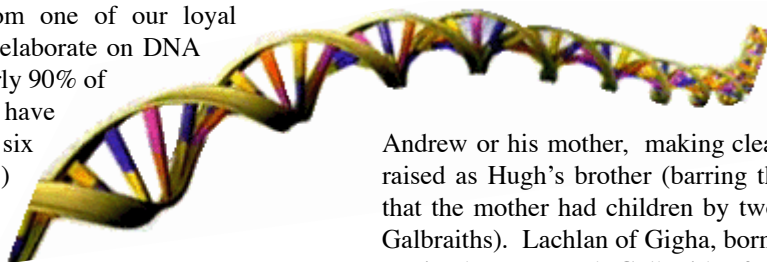 om one of our loyal
elaborate on DNA
rly 90% of
have
six
)
Andrew or his mother, making clea
raised as Hugh's brother (barring th
that the mother had children by two
Galbraiths). Lachlan of Gigha, born